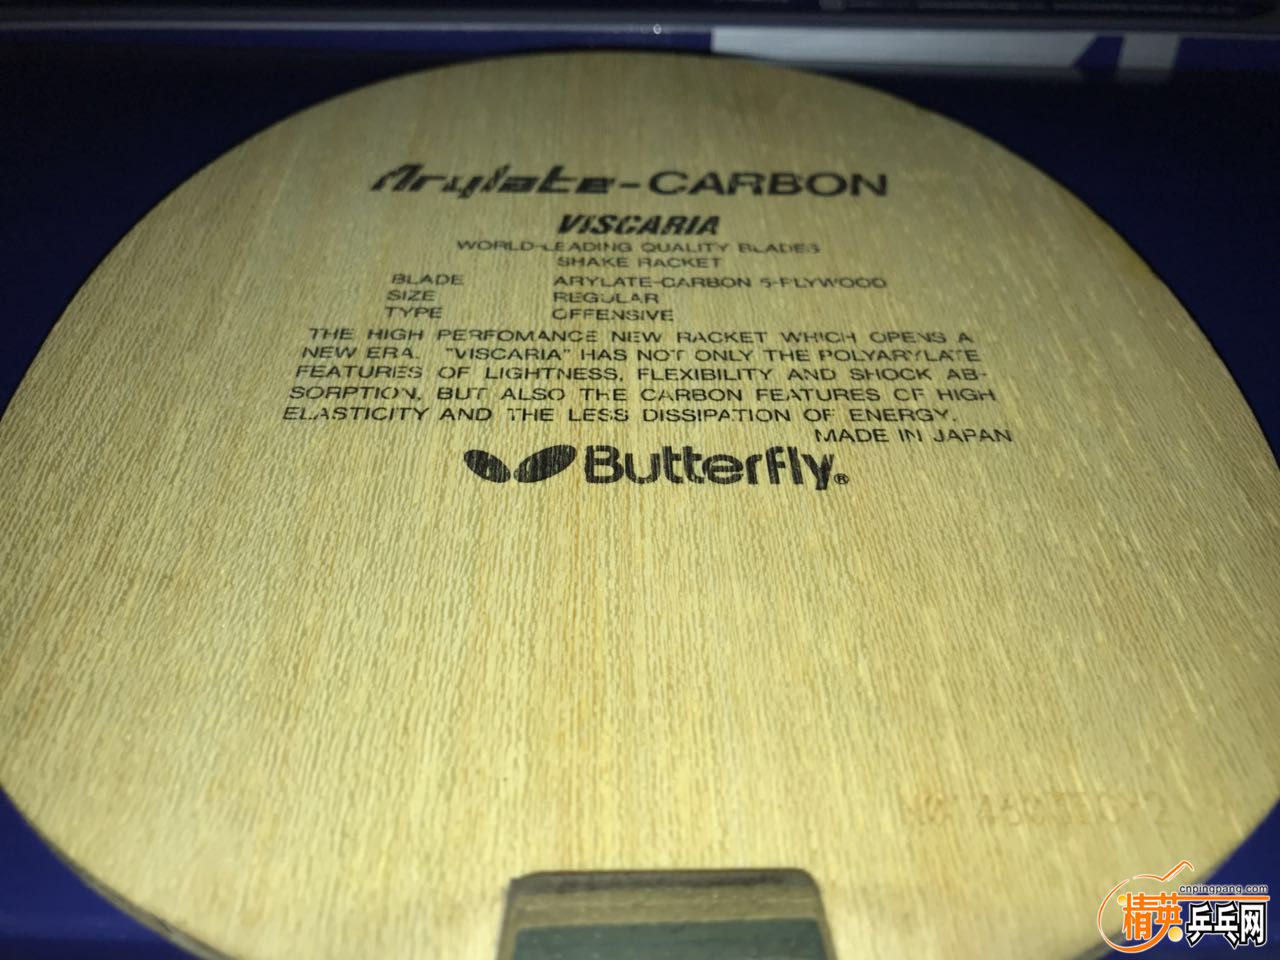 Arylate-CARBON
VISCARIA
WORLD-LEADING QUALITY BLADES
SHAKE RACKET
BLADE ARYLATE-CARBON 5-PLYWOOD
SIZE REGULAR
TYPE OFFENSIVE
THE HIGH PERFOMANCE NEW RACKET WHICH OPENS A
NEW ERA. "VISCARIA" HAS NOT ONLY THE POLYARYLATE
FEATURES OF LIGHTNESS, FLEXIBILITY AND SHOCK AB-
SORPTION, BUT ALSO THE CARBON FEATURES OF HIGH
ELASTICITY AND THE LESS DISSIPATION OF ENERGY.
MADE IN JAPAN
Butterfly®
cnpingpang.com
精英乒乓网